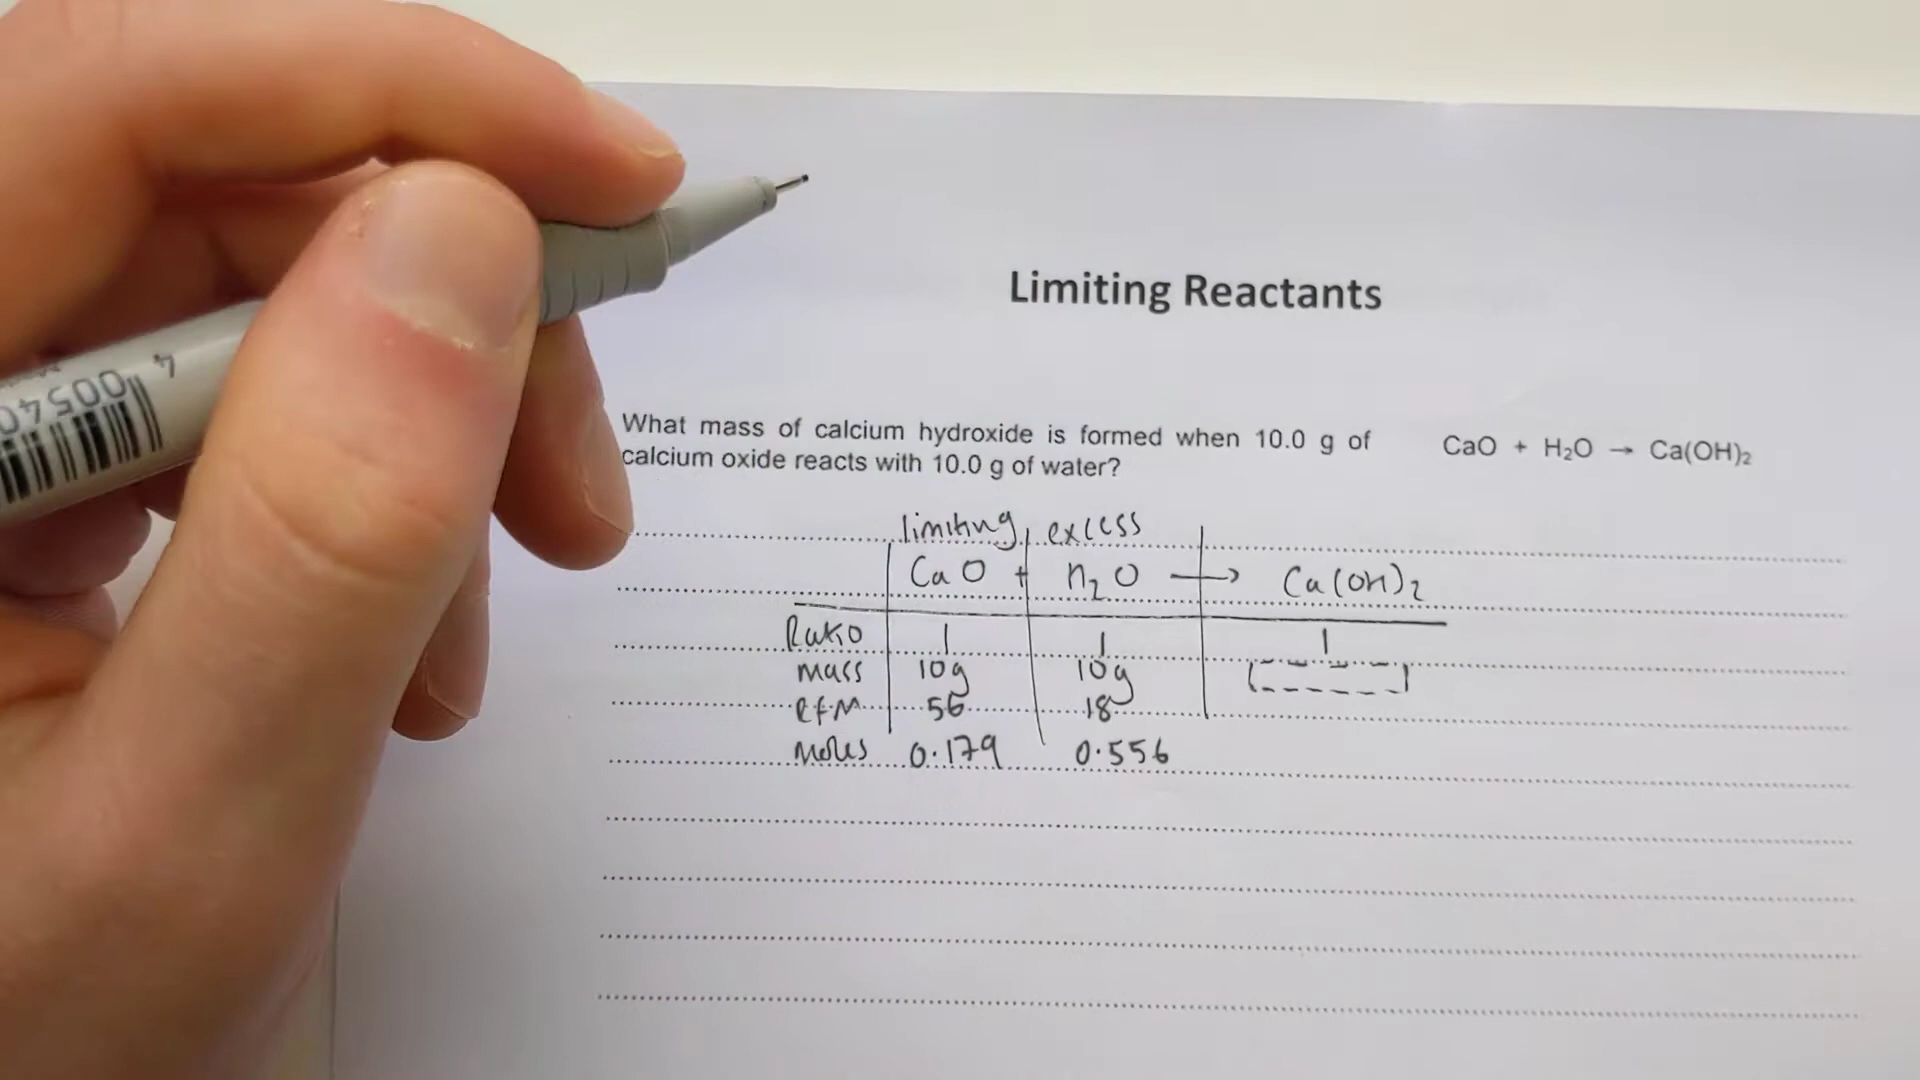 400540
Limiting Reactants
What mass of calcium hydroxide is formed when 10.0 g of
calcium oxide reacts with 10.0 g of water?
CaO + H₂O → Ca(OH)₂
limiting excess
CaO + H₂O → Ca(OH)₂
Ratio 1 1 1
mass 10g 10g
RFM 56 18
Moles 0.179 0.556